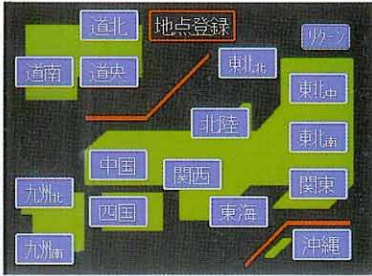 道北
地点登録
リターン
道南
道央
東北北
東北中
北陸
東北南
中国
関西
関東
九州北
四国
東海
九州南
沖縄